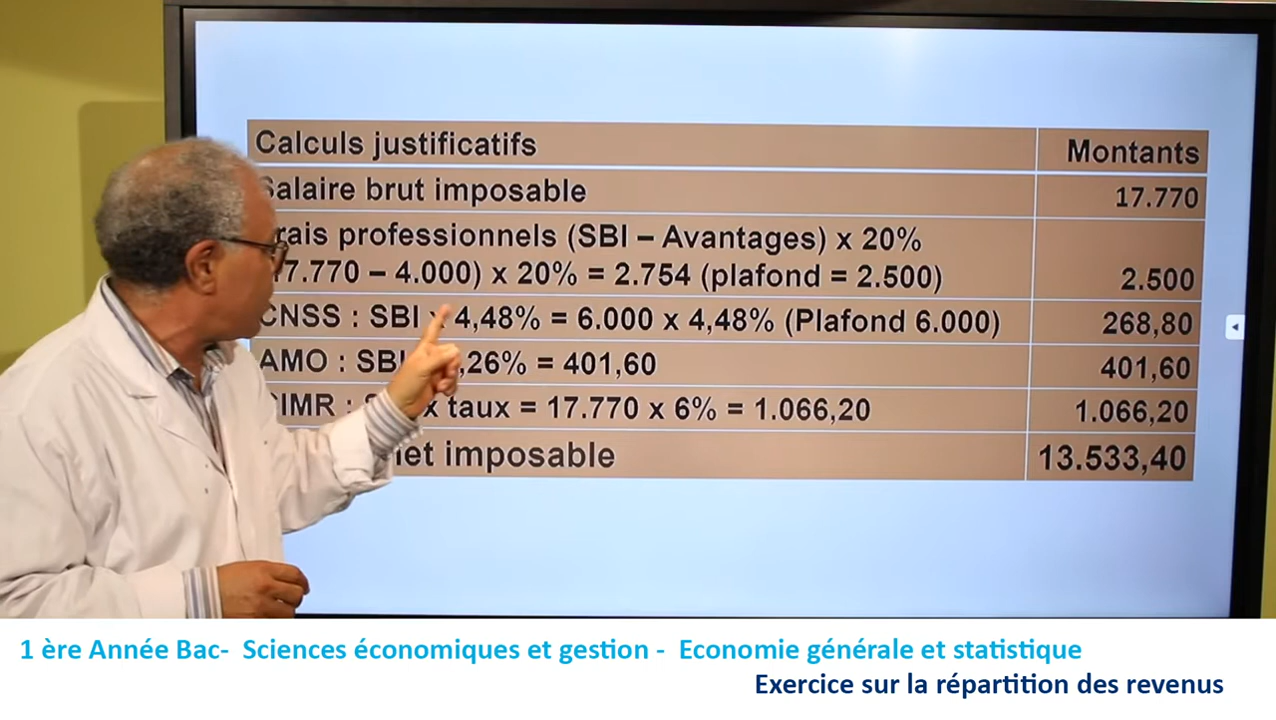 Calculs justificatifs Montants
Salaire brut imposable 17.770
rais professionnels (SBI – Avantages) x 20%
7.770 – 4.000) x 20% = 2.754 (plafond = 2.500) 2.500
CNSS : SBI x 4,48% = 6.000 x 4,48% (Plafond 6.000) 268,80
AMO : SBI ,26% = 401,60 401,60
IMR : x taux = 17.770 x 6% = 1.066,20 1.066,20
net imposable 13.533,40
1 ère Année Bac- Sciences économiques et gestion - Economie générale et statistique
Exercice sur la répartition des revenus